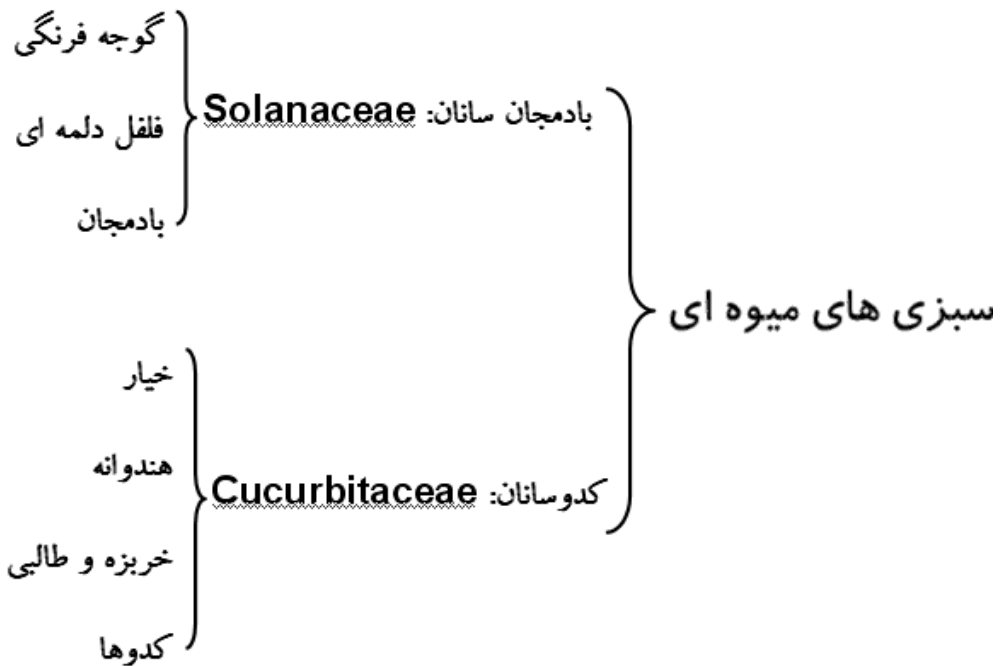 سبزی های میوه ای
بادمجان سانان: Solanaceae
گوجه فرنگی
فلفل دلمه ای
بادمجان
کدوسانان: Cucurbitaceae
خیار
هندوانه
خربزه و طالبی
کدوها